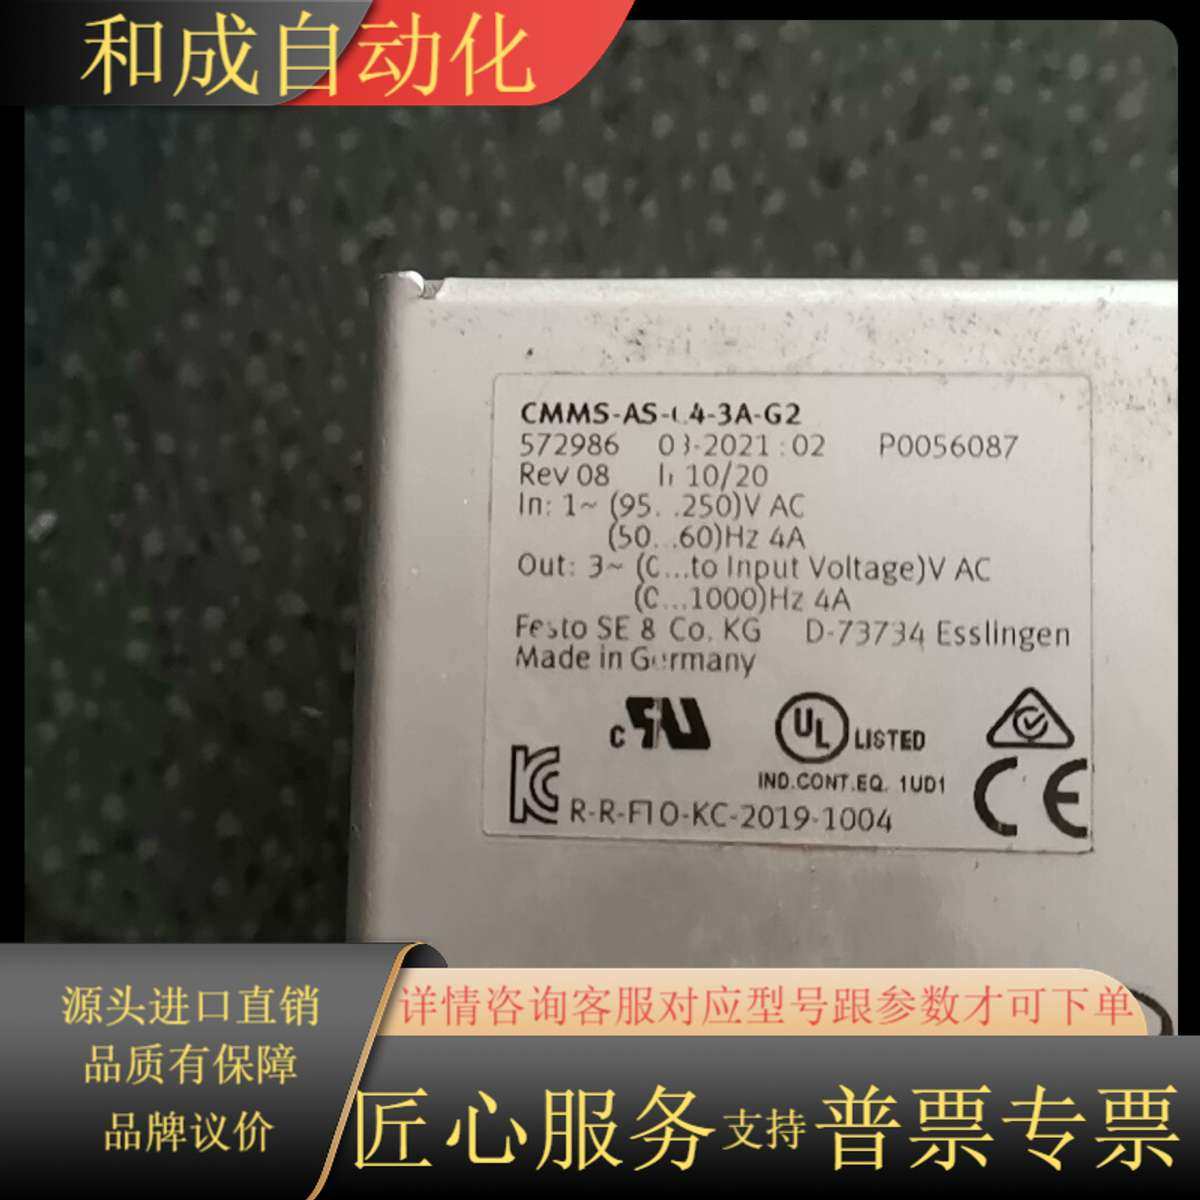 和成自动化
CMMS-AS-C4-3A-G2
572986 03-2021:02 P0056087
Rev 08 10/20
In: 1~ (95...250)V AC
(50...60)Hz 4A
Out: 3~ (0...to Input Voltage)V AC
(0...1000)Hz 4A
Festo SE & Co. KG D-73734 Esslingen
Made in Germany
c UL LISTED
IND.CONT.EQ. 1UD1
CE
R-R-FTO-KC-2019-1004
源头进口直销
品质有保障
品牌议价
详情咨询客服对应型号跟参数才可下单
匠心服务支持普票专票